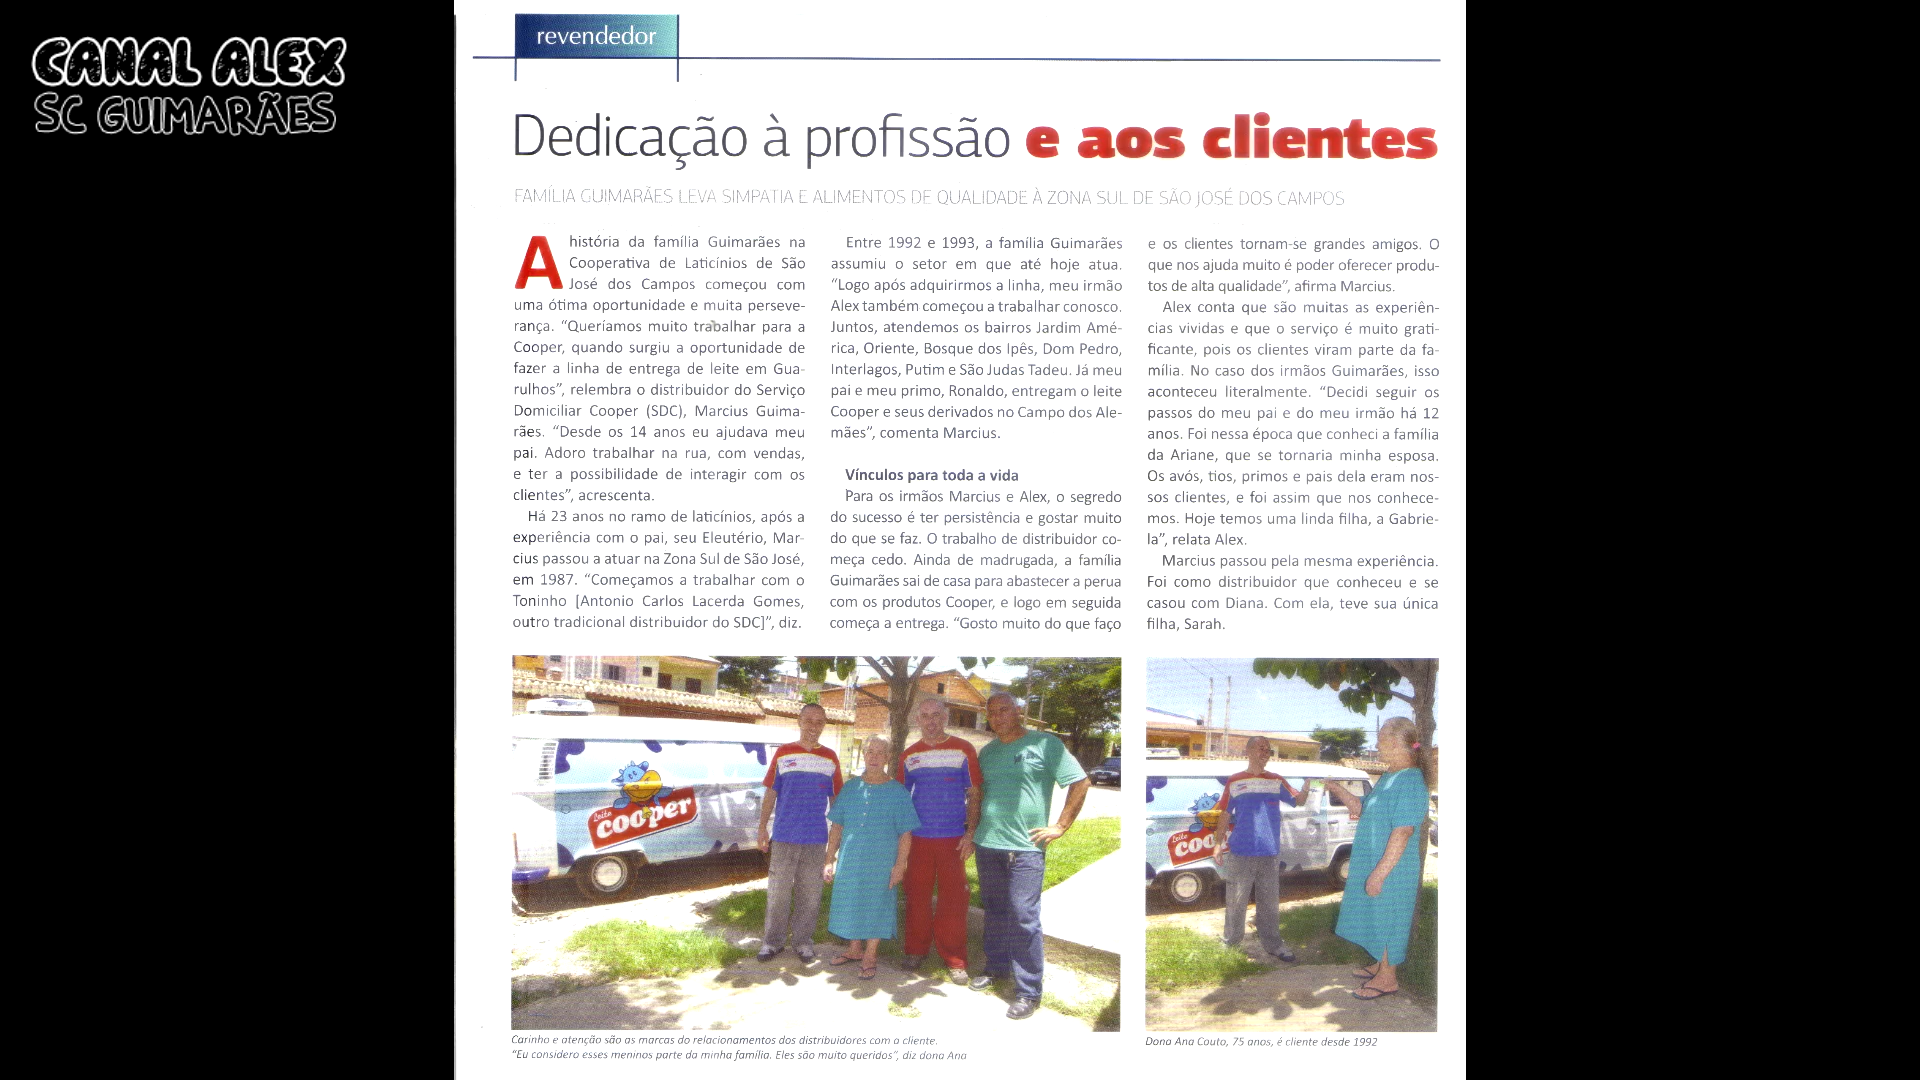 CANAL ALEX
SC GUIMARÃES
revendedor
Dedicação à profissão e aos clientes
FAMÍLIA GUIMARÃES LEVA SIMPATIA E ALIMENTOS DE QUALIDADE À ZONA SUL DE SÃO JOSÉ DOS CAMPOS
A história da família Guimarães na
Cooperativa de Laticínios de São
José dos Campos começou com
uma ótima oportunidade e muita perseve-
rança. “Queríamos muito trabalhar para a
Cooper, quando surgiu a oportunidade de
fazer a linha de entrega de leite em Gua-
rulhos”, relembra o distribuidor do Serviço
Domiciliar Cooper (SDC), Marcius Guima-
rães. “Desde os 14 anos eu ajudava meu
pai. Adoro trabalhar na rua, com vendas,
e ter a possibilidade de interagir com os
clientes”, acrescenta.
Há 23 anos no ramo de laticínios, após a
experiência com o pai, seu Eleutério, Mar-
cius passou a atuar na Zona Sul de São José,
em 1987. “Começamos a trabalhar com o
Toninho [Antonio Carlos Lacerda Gomes,
outro tradicional distribuidor do SDC]”, diz.
Entre 1992 e 1993, a família Guimarães
assumiu o setor em que até hoje atua.
“Logo após adquirirmos a linha, meu irmão
Alex também começou a trabalhar conosco.
Juntos, atendemos os bairros Jardim Amé-
rica, Oriente, Bosque dos Ipês, Dom Pedro,
Interlagos, Putim e São Judas Tadeu. Já meu
pai e meu primo, Ronaldo, entregam o leite
Cooper e seus derivados no Campo dos Ale-
mães”, comenta Marcius.
Vínculos para toda a vida
Para os irmãos Marcius e Alex, o segredo
do sucesso é ter persistência e gostar muito
do que se faz. O trabalho de distribuidor co-
meça cedo. Ainda de madrugada, a família
Guimarães sai de casa para abastecer a perua
com os produtos Cooper, e logo em seguida
começa a entrega. “Gosto muito do que faço
e os clientes tornam-se grandes amigos. O
que nos ajuda muito é poder oferecer produ-
tos de alta qualidade”, afirma Marcius.
Alex conta que são muitas as experiên-
cias vividas e que o serviço é muito grati-
ficante, pois os clientes viram parte da fa-
mília. No caso dos irmãos Guimarães, isso
aconteceu literalmente. “Decidi seguir os
passos do meu pai e do meu irmão há 12
anos. Foi nessa época que conheci a família
da Ariane, que se tornaria minha esposa.
Os avós, tios, primos e pais dela eram nos-
sos clientes, e foi assim que nos conhece-
mos. Hoje temos uma linda filha, a Gabrie-
la”, relata Alex.
Marcius passou pela mesma experiência.
Foi como distribuidor que conheceu e se
casou com Diana. Com ela, teve sua única
filha, Sarah.
Leite
cooper
Leite
coo
Carinho e atenção são as marcas do relacionamentos dos distribuidores com a cliente.
“Eu considero esses meninos parte da minha família. Eles são muito queridos”, diz dona Ana
Dona Ana Couto, 75 anos, é cliente desde 1992